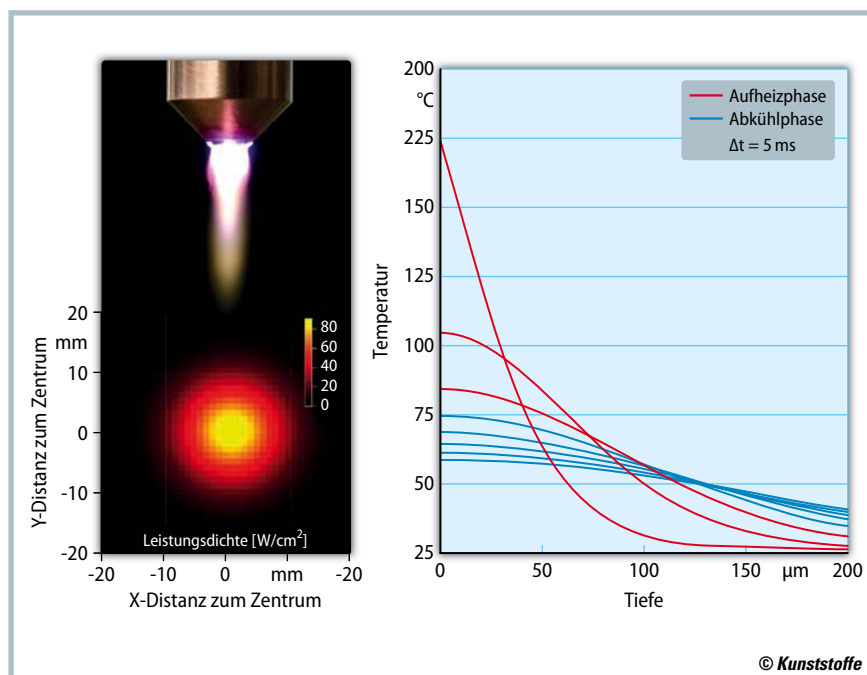 20
mm
10
0
-10
-20
Y-Distanz zum Zentrum
80
60
40
20
0
Leistungsdichte [W/cm²]
-20 -10 0 mm -20
X-Distanz zum Zentrum
200
°C
225
150
125
100
75
50
25
Temperatur
Aufheizphase
Abkühlphase
Δt = 5 ms
0 50 100 150 µm 200
Tiefe
© Kunststoffe